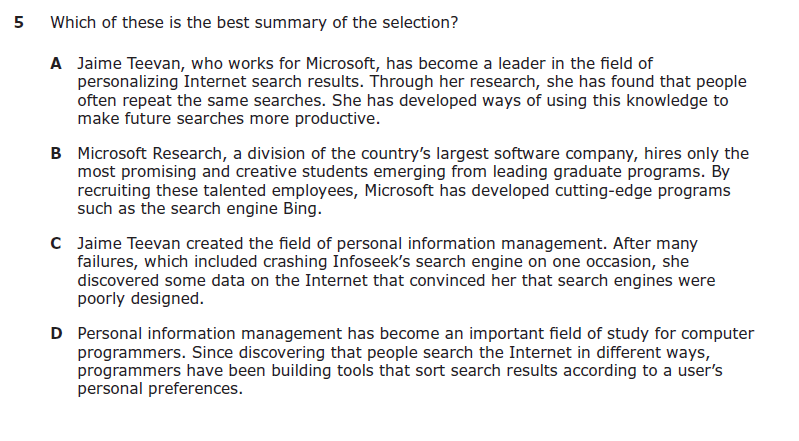 5 Which of these is the best summary of the selection?
A Jaime Teevan, who works for Microsoft, has become a leader in the field of
personalizing Internet search results. Through her research, she has found that people
often repeat the same searches. She has developed ways of using this knowledge to
make future searches more productive.
B Microsoft Research, a division of the country’s largest software company, hires only the
most promising and creative students emerging from leading graduate programs. By
recruiting these talented employees, Microsoft has developed cutting-edge programs
such as the search engine Bing.
C Jaime Teevan created the field of personal information management. After many
failures, which included crashing Infoseek’s search engine on one occasion, she
discovered some data on the Internet that convinced her that search engines were
poorly designed.
D Personal information management has become an important field of study for computer
programmers. Since discovering that people search the Internet in different ways,
programmers have been building tools that sort search results according to a user’s
personal preferences.